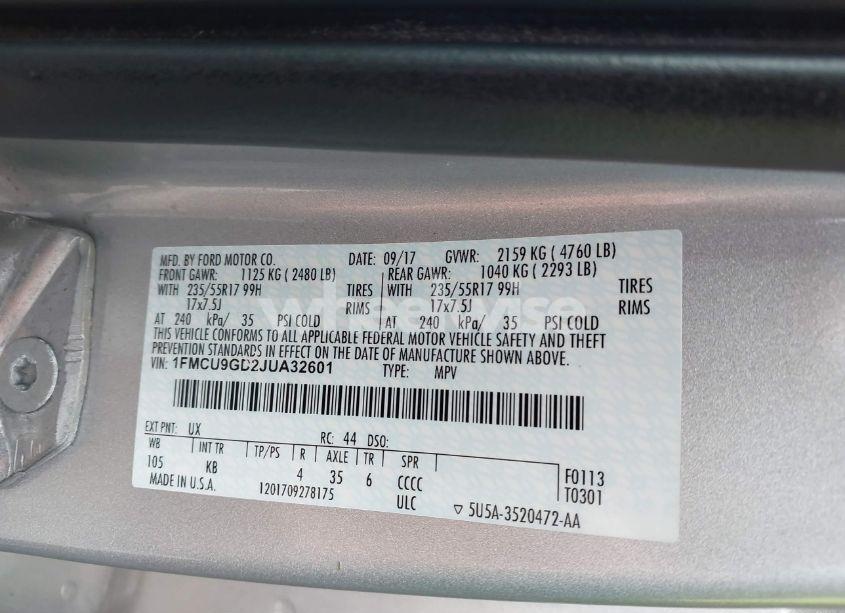 MFD. BY FORD MOTOR CO. DATE: 09/17 GVWR: 2159 KG ( 4760 LB)
FRONT GAWR: 1125 KG ( 2480 LB) REAR GAWR: 1040 KG ( 2293 LB)
WITH 235/55R17 99H TIRES WITH 235/55R17 99H TIRES
17x7.5J RIMS 17x7.5J RIMS
AT 240 kPa/ 35 PSI COLD AT 240 kPa/ 35 PSI COLD
THIS VEHICLE CONFORMS TO ALL APPLICABLE FEDERAL MOTOR VEHICLE SAFETY AND THEFT
PREVENTION STANDARDS IN EFFECT ON THE DATE OF MANUFACTURE SHOWN ABOVE.
VIN: 1FMCU9GD2JUA32601 TYPE: MPV
EXT PNT: UX RC: 44 DSO:
WB INT TR TP/PS R AXLE TR SPR
105 KB 4 35 6 CCCC F0113
MADE IN U.S.A. 1201709278175 ULC T0301
▽ 5U5A-3520472-AA